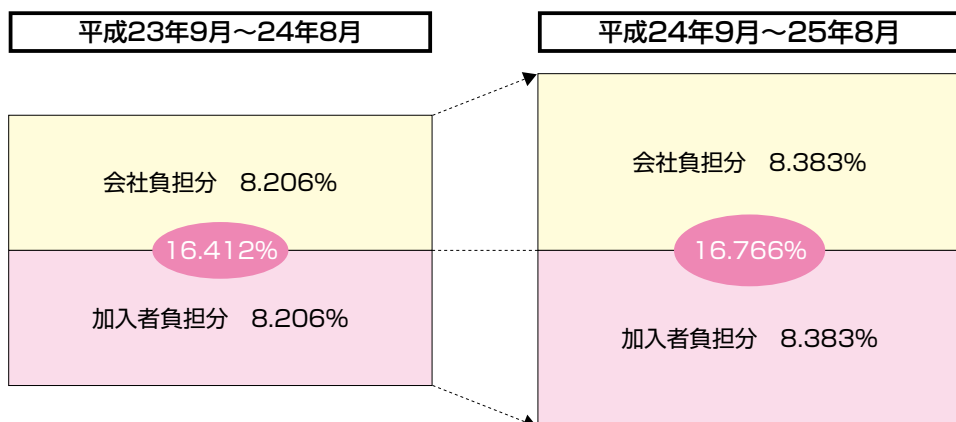 平成23年9月～24年8月
会社負担分　8.206%
16.412%
加入者負担分　8.206%
平成24年9月～25年8月
会社負担分　8.383%
16.766%
加入者負担分　8.383%